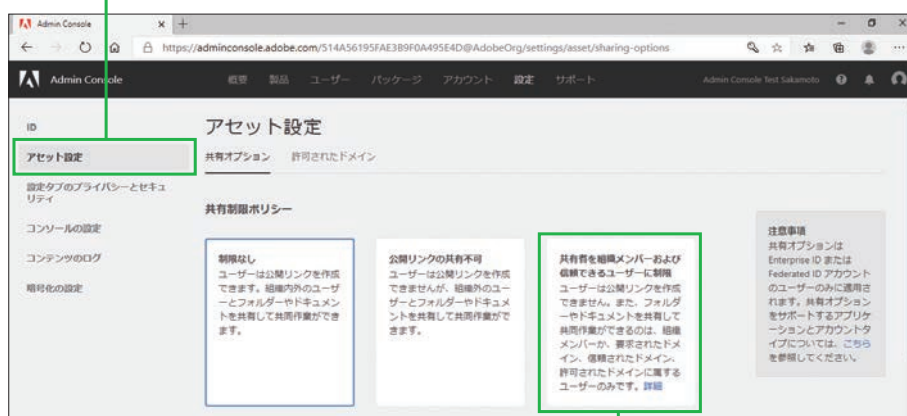 Admin Console
https://adminconsole.adobe.com/514A56195FAE3B9F0A495E4D@AdobeOrg/settings/asset/sharing-options
Admin Console 概要 製品 ユーザー パッケージ アカウント 設定 サポート Admin Console Test Sakamoto
ID
アセット設定
設定タブのプライバシーとセキュ
リティ
コンソールの設定
コンテンツのログ
暗号化の設定
アセット設定
共有オプション 許可されたドメイン
共有制限ポリシー
制限なし
ユーザーは公開リンクを作成
できます。組織内外のユーザ
ーとフォルダーやドキュメン
トを共有して共同作業ができ
ます。
公開リンクの共有不可
ユーザーは公開リンクを作成
できませんが、組織外のユー
ザーとフォルダーやドキュメ
ントを共有して共同作業がで
きます。
共有者を組織メンバーおよび
信頼できるユーザーに制限
ユーザーは公開リンクを作成
できません。また、フォルダ
ーやドキュメントを共有して
共同作業ができるのは、組織
メンバーか、要求されたドメ
イン、信頼されたドメイン、
許可されたドメインに属する
ユーザーのみです。詳細
注意事項
共有オプションは
Enterprise ID または
Federated ID アカウント
のユーザーのみに適用さ
れます。共有オプション
をサポートするアプリケ
ーションとアカウントタ
イプについては、こちら
を参照してください。